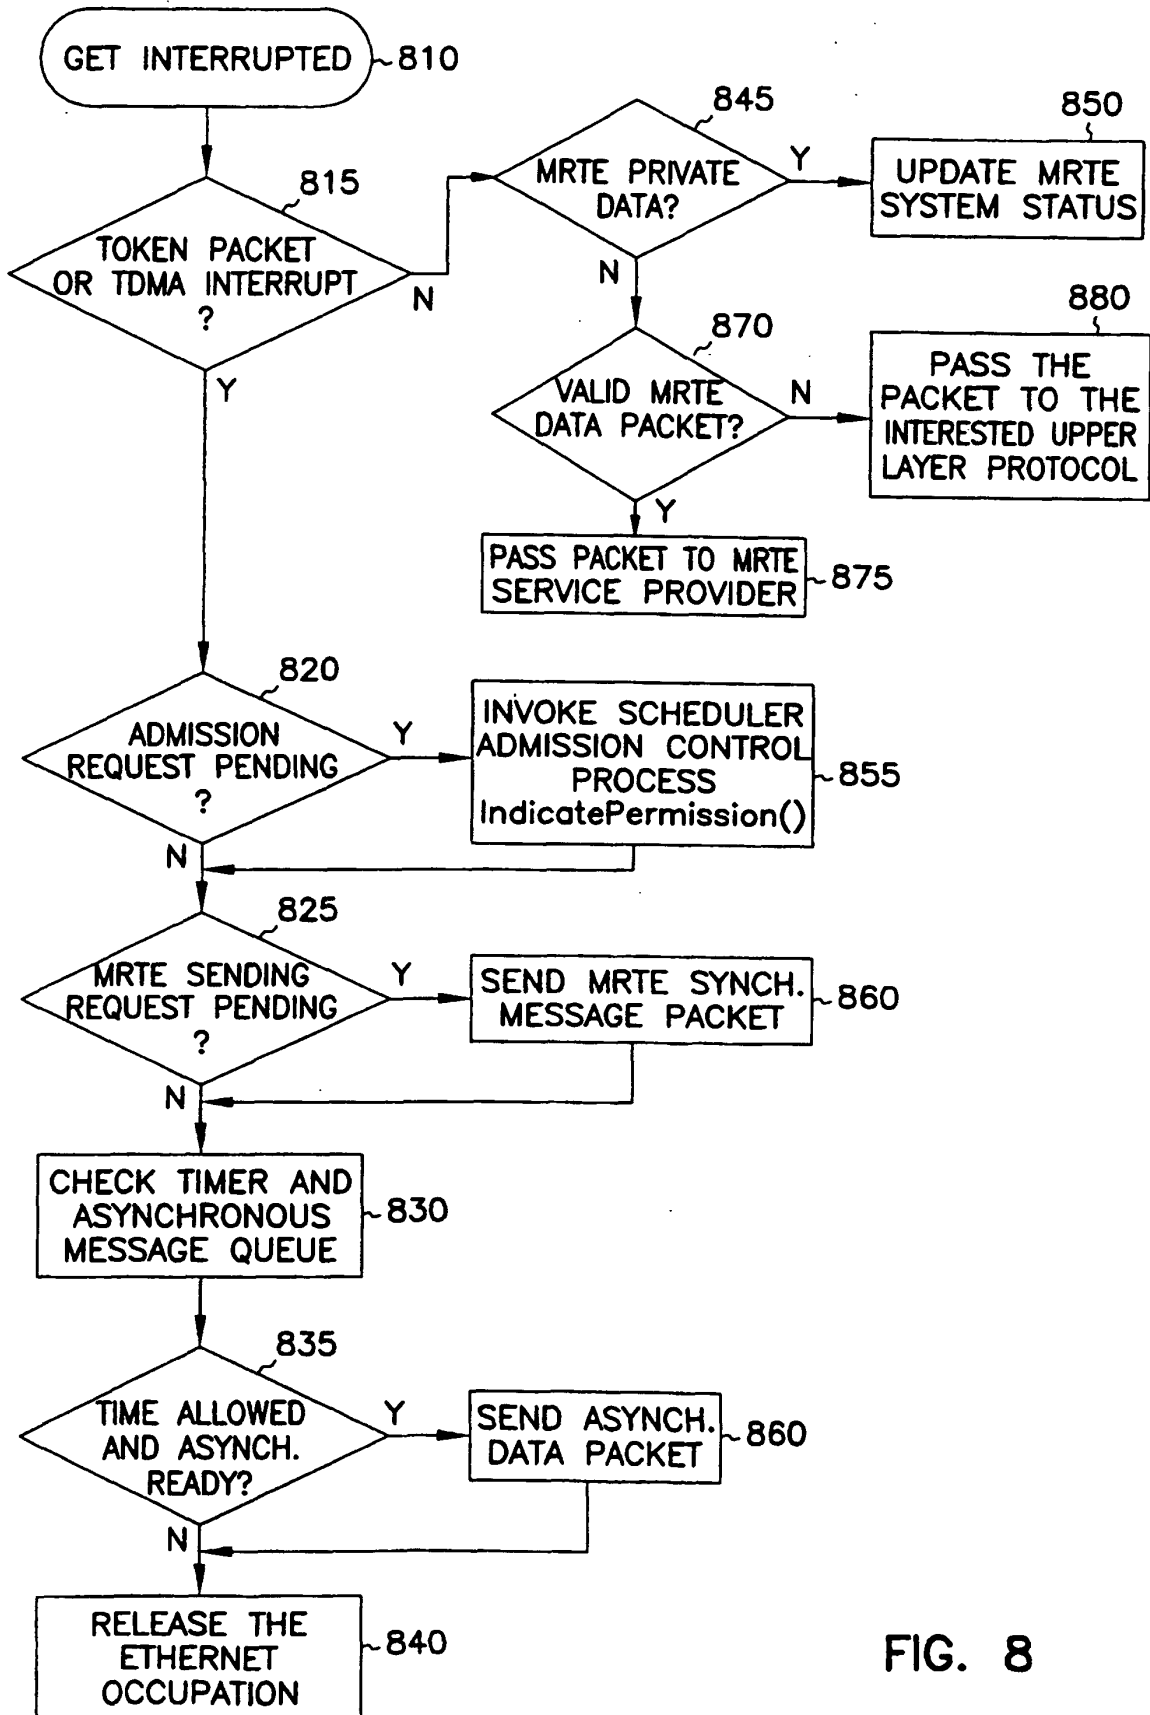 GET INTERRUPTED
810
815
TOKEN PACKET
OR TDMA INTERRUPT
?
N
Y
845
MRTE PRIVATE
DATA?
Y
N
850
UPDATE MRTE
SYSTEM STATUS
870
VALID MRTE
DATA PACKET?
N
Y
880
PASS THE
PACKET TO THE
INTERESTED UPPER
LAYER PROTOCOL
PASS PACKET TO MRTE
SERVICE PROVIDER
875
820
ADMISSION
REQUEST PENDING
?
Y
N
INVOKE SCHEDULER
ADMISSION CONTROL
PROCESS
IndicatePermission()
855
825
MRTE SENDING
REQUEST PENDING
?
Y
N
SEND MRTE SYNCH.
MESSAGE PACKET
860
CHECK TIMER AND
ASYNCHRONOUS
MESSAGE QUEUE
830
835
TIME ALLOWED
AND ASYNCH.
READY?
Y
N
SEND ASYNCH.
DATA PACKET
860
RELEASE THE
ETHERNET
OCCUPATION
840
FIG. 8